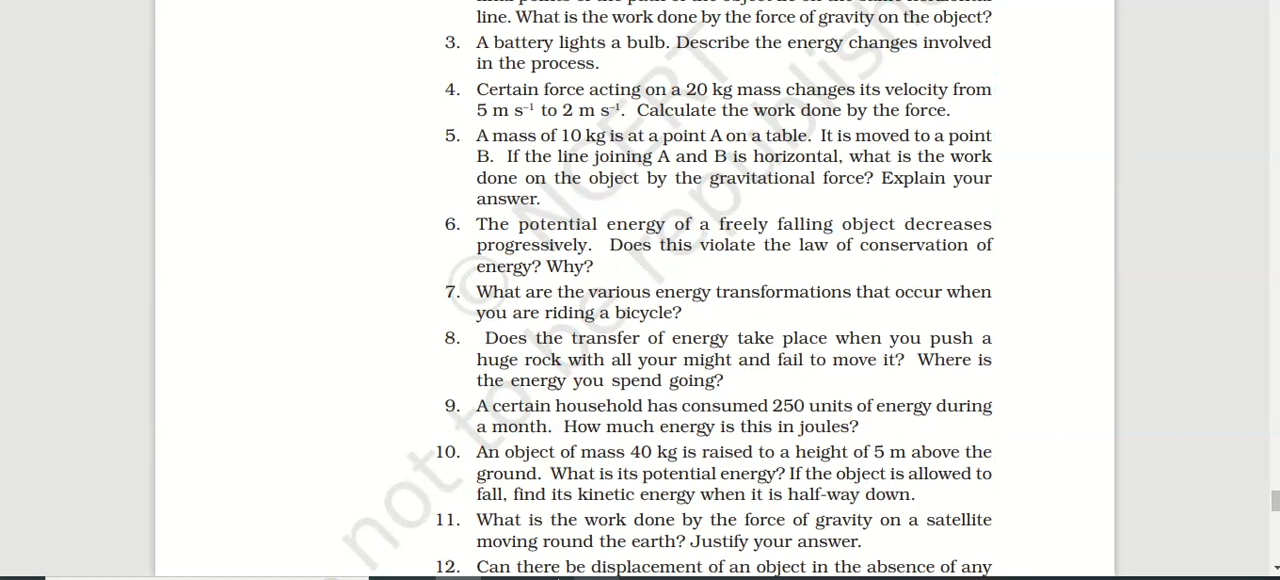 line. What is the work done by the force of gravity on the object?
3. A battery lights a bulb. Describe the energy changes involved
in the process.
4. Certain force acting on a 20 kg mass changes its velocity from
5 m s⁻¹ to 2 m s⁻¹. Calculate the work done by the force.
5. A mass of 10 kg is at a point A on a table. It is moved to a point
B. If the line joining A and B is horizontal, what is the work
done on the object by the gravitational force? Explain your
answer.
6. The potential energy of a freely falling object decreases
progressively. Does this violate the law of conservation of
energy? Why?
7. What are the various energy transformations that occur when
you are riding a bicycle?
8. Does the transfer of energy take place when you push a
huge rock with all your might and fail to move it? Where is
the energy you spend going?
9. A certain household has consumed 250 units of energy during
a month. How much energy is this in joules?
10. An object of mass 40 kg is raised to a height of 5 m above the
ground. What is its potential energy? If the object is allowed to
fall, find its kinetic energy when it is half-way down.
11. What is the work done by the force of gravity on a satellite
moving round the earth? Justify your answer.
12. Can there be displacement of an object in the absence of any
© NCERT
not to be republishe